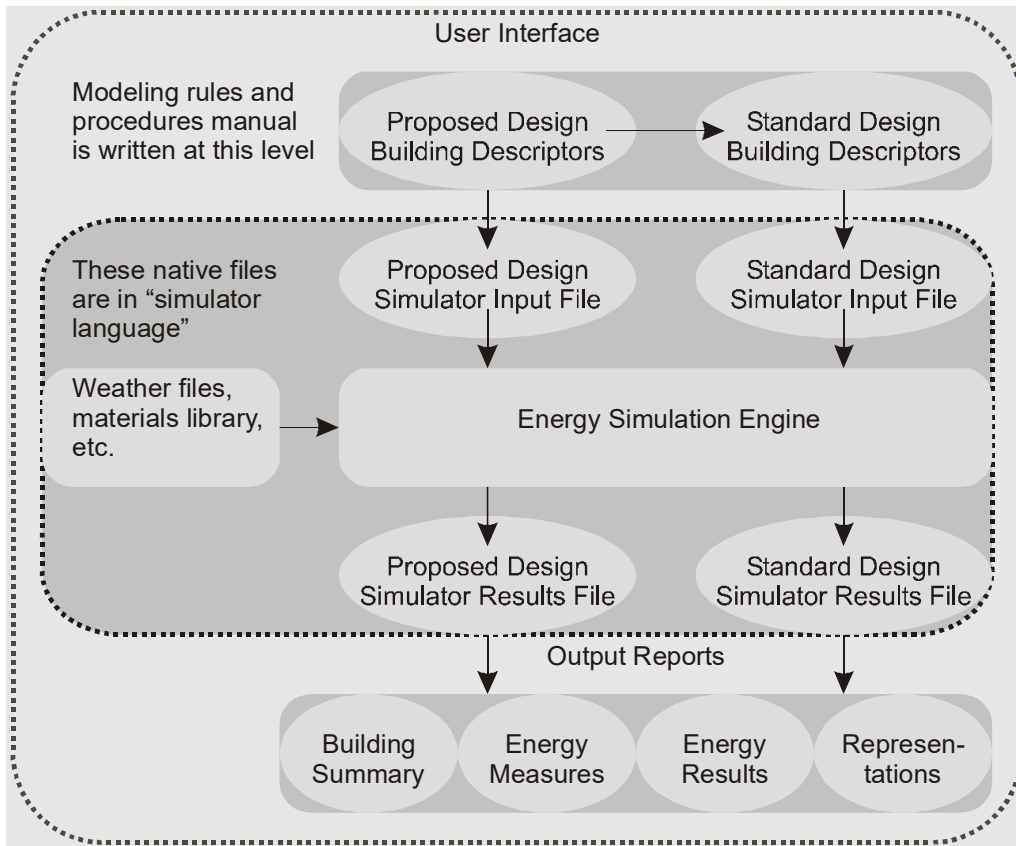 User Interface
Modeling rules and
procedures manual
is written at this level
Proposed Design
Building Descriptors
Standard Design
Building Descriptors
These native files
are in “simulator
language”
Proposed Design
Simulator Input File
Standard Design
Simulator Input File
Weather files,
materials library,
etc.
Energy Simulation Engine
Proposed Design
Simulator Results File
Standard Design
Simulator Results File
Output Reports
Building
Summary
Energy
Measures
Energy
Results
Represen-
tations